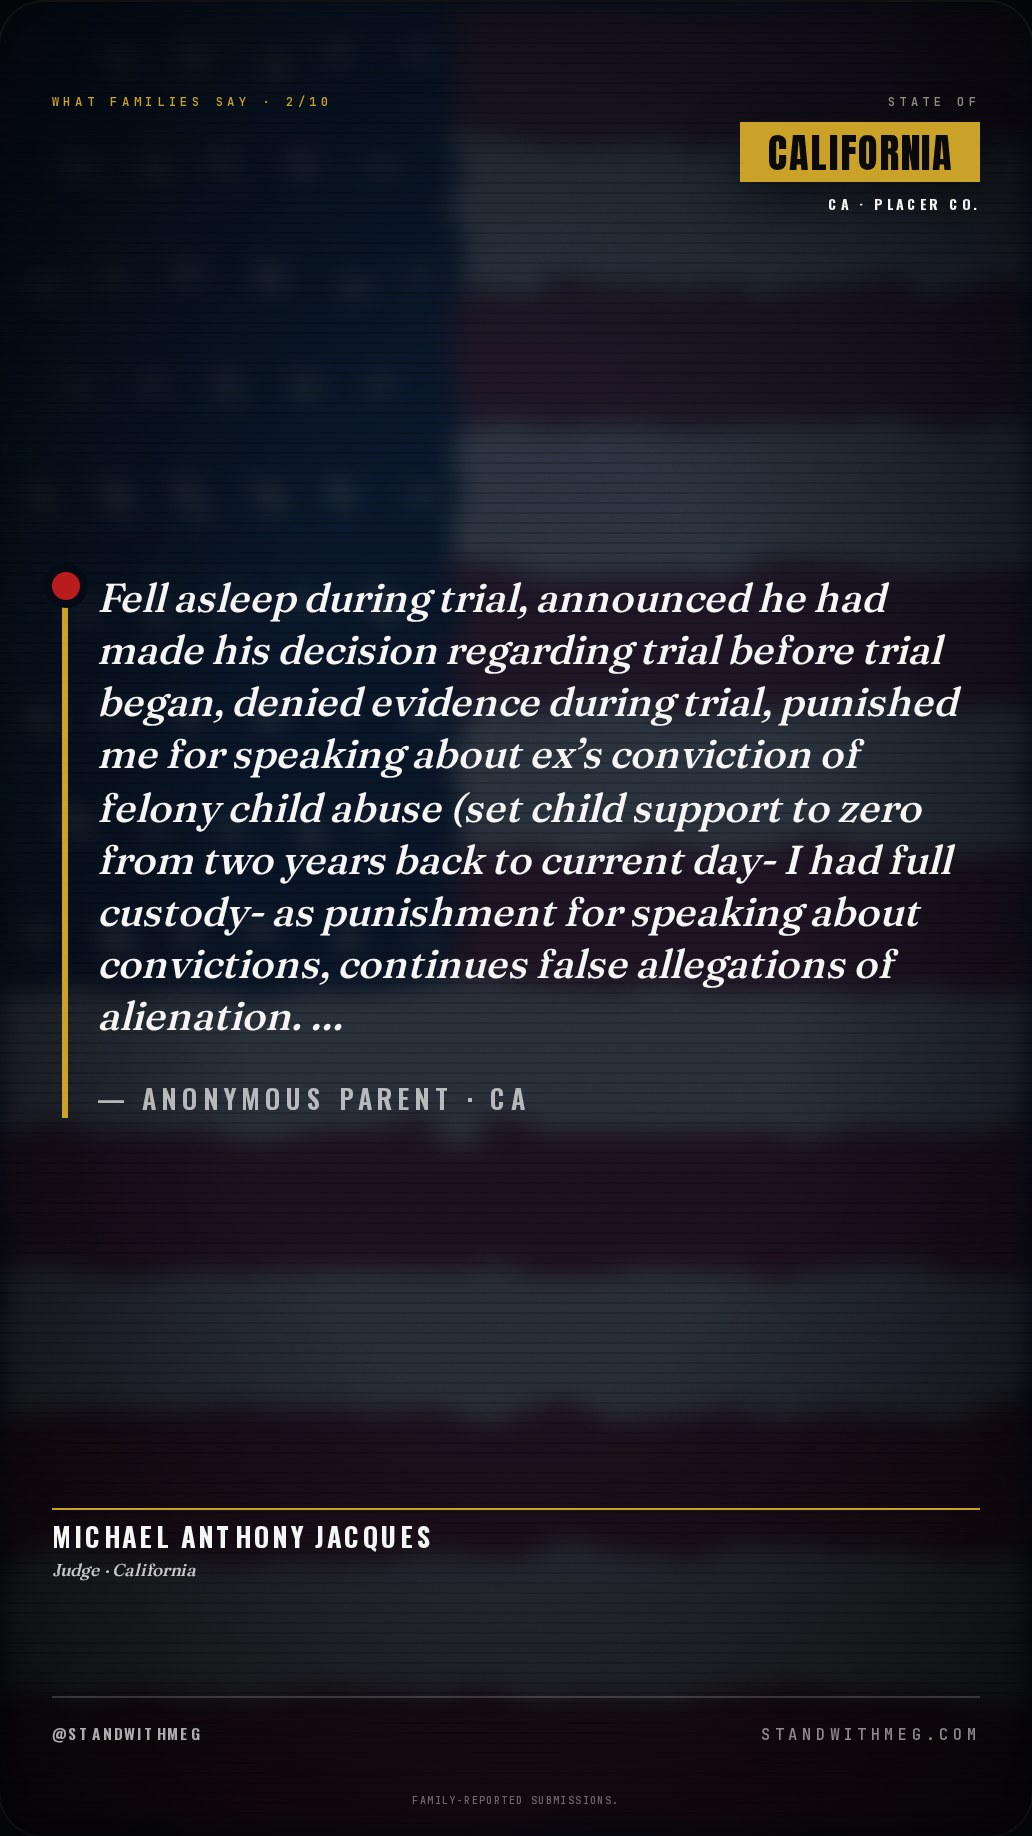 WHAT FAMILIES SAY · 2/10
STATE OF
CALIFORNIA
CA · PLACER CO.
Fell asleep during trial, announced he had
made his decision regarding trial before trial
began, denied evidence during trial, punished
me for speaking about ex’s conviction of
felony child abuse (set child support to zero
from two years back to current day- I had full
custody- as punishment for speaking about
convictions, continues false allegations of
alienation. ...
— ANONYMOUS PARENT · CA
MICHAEL ANTHONY JACQUES
Judge · California
@STANDWITHMEG
STANDWITHMEG.COM
FAMILY-REPORTED SUBMISSIONS.